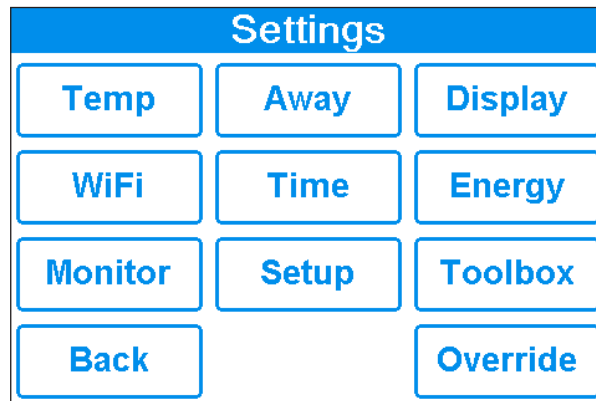 Settings
Temp Away Display
WiFi Time Energy
Monitor Setup Toolbox
Back Override